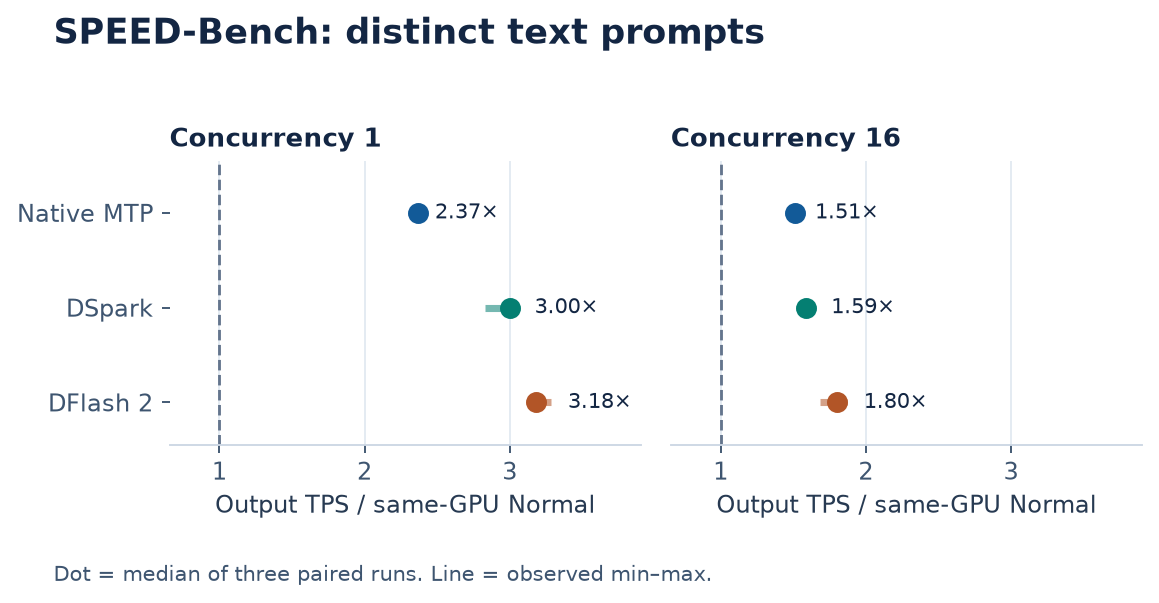 SPEED-Bench: distinct text prompts
Concurrency 1
Concurrency 16
Native MTP
2.37×
1.51×
DSpark
3.00×
1.59×
DFlash 2
3.18×
1.80×
1 2 3
1 2 3
Output TPS / same-GPU Normal
Output TPS / same-GPU Normal
Dot = median of three paired runs. Line = observed min–max.